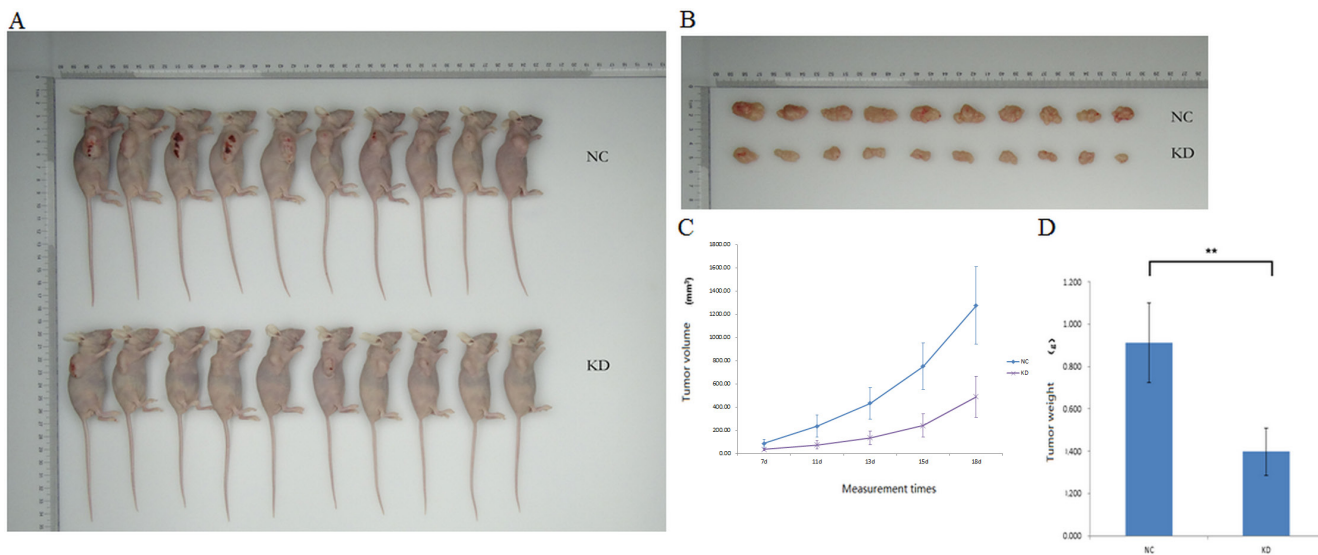 A
NC
KD
B
NC
KD
C
Tumor volume (mm³)
1800.00
1600.00
1400.00
1200.00
1000.00
800.00
600.00
400.00
200.00
0.00
7d
11d
13d
15d
18d
Measurement times
NC
KD
D
**
Tumor weight (g)
1.200
1.000
0.800
0.600
0.400
0.200
0.000
NC
KD